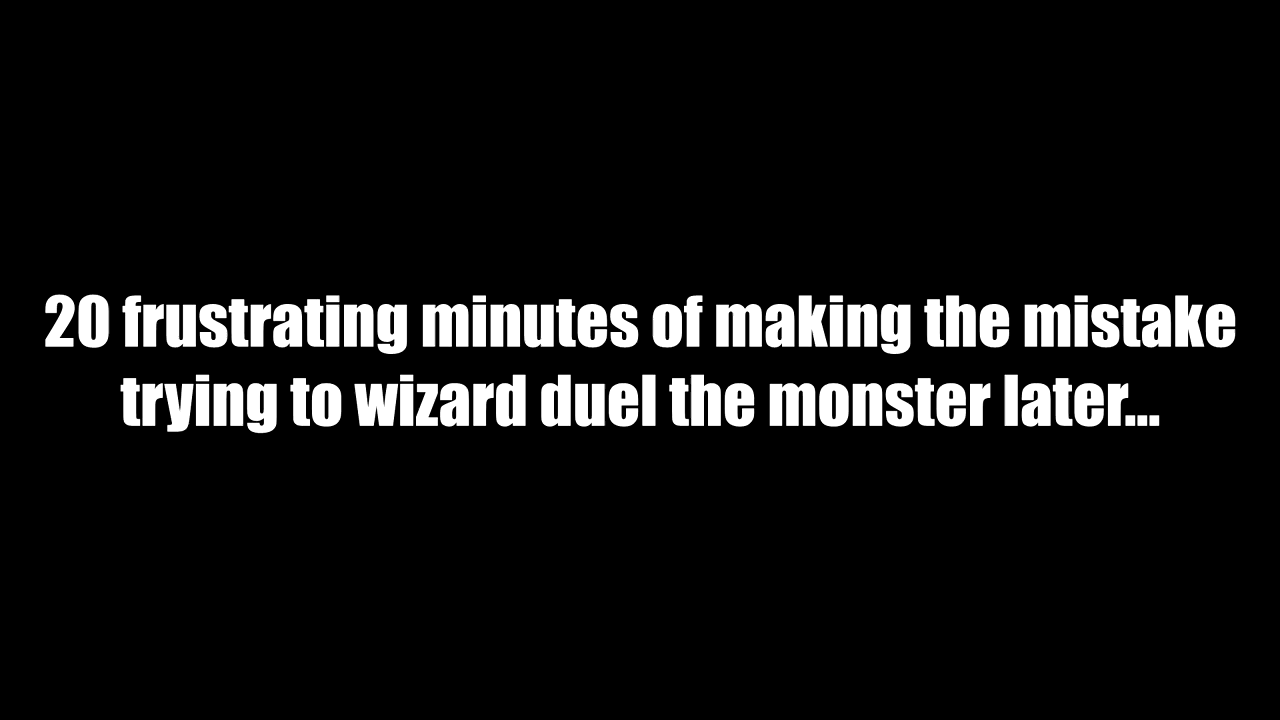 20 frustrating minutes of making the mistake
trying to wizard duel the monster later...